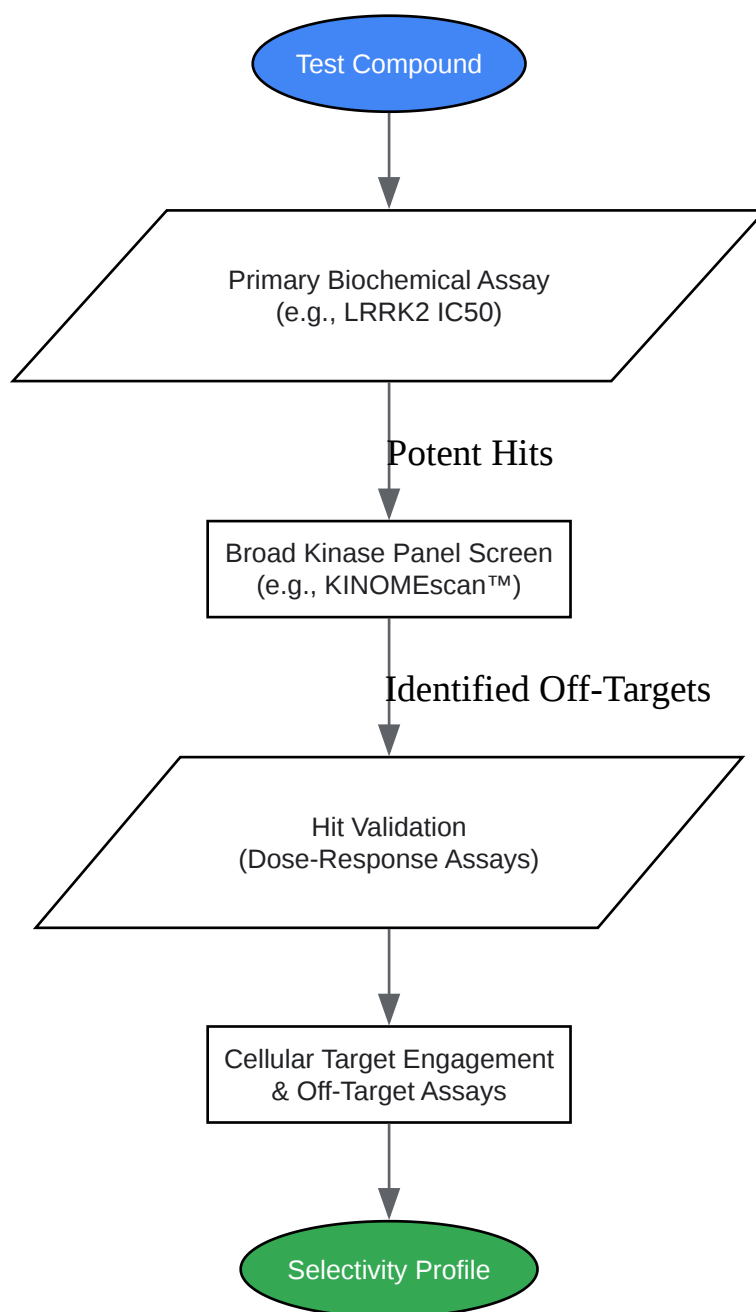 Test Compound
Primary Biochemical Assay
(e.g., LRRK2 IC50)
Potent Hits
Broad Kinase Panel Screen
(e.g., KINOMEscan™)
Identified Off-Targets
Hit Validation
(Dose-Response Assays)
Cellular Target Engagement
& Off-Target Assays
Selectivity Profile